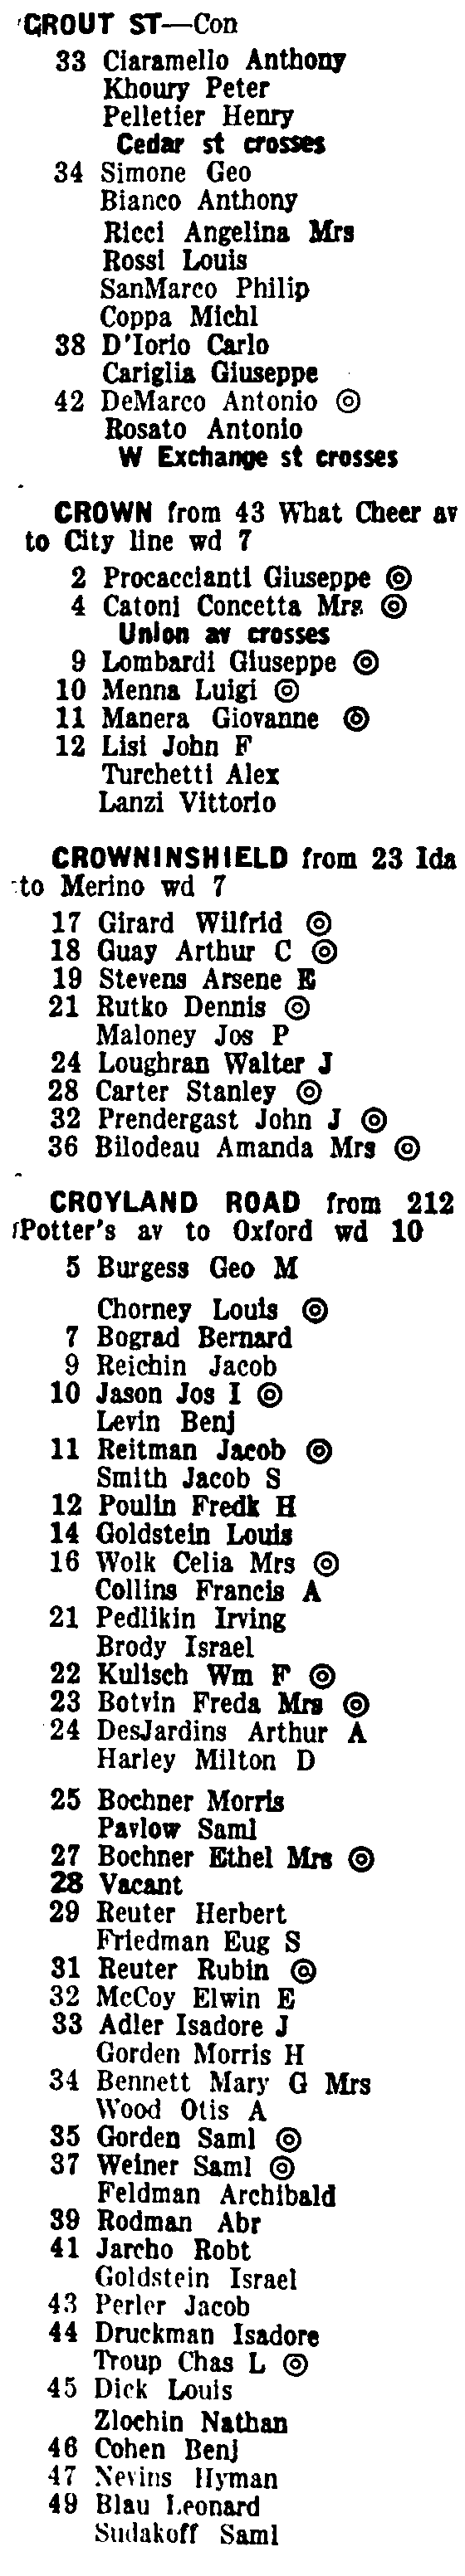 GROUT ST—Con
33 Ciaramello Anthony
Khoury Peter
Pelletier Henry
Cedar st crosses
34 Simone Geo
Bianco Anthony
Ricci Angelina Mrs
Rossi Louis
SanMarco Philip
Coppa Michl
38 D'Iorio Carlo
Cariglia Giuseppe
42 DeMarco Antonio ◎
Rosato Antonio
W Exchange st crosses
CROWN from 43 What Cheer av
to City line wd 7
2 Procaccianti Giuseppe ◎
4 Catoni Concetta Mrs ◎
Union av crosses
9 Lombardi Giuseppe ◎
10 Menna Luigi ◎
11 Manera Giovanne ◎
12 Lisi John F
Turchetti Alex
Lanzi Vittorio
CROWNINSHIELD from 23 Ida
to Merino wd 7
17 Girard Wilfrid ◎
18 Guay Arthur C ◎
19 Stevens Arsene E
21 Rutko Dennis ◎
Maloney Jos P
24 Loughran Walter J
28 Carter Stanley ◎
32 Prendergast John J ◎
36 Bilodeau Amanda Mrs ◎
CROYLAND ROAD from 212
Potter's av to Oxford wd 10
5 Burgess Geo M
Chorney Louis ◎
7 Bograd Bernard
9 Reichin Jacob
10 Jason Jos I ◎
Levin Benj
11 Reitman Jacob ◎
Smith Jacob S
12 Poulin Fredk H
14 Goldstein Louis
16 Wolk Celia Mrs ◎
Collins Francis A
21 Pedlikin Irving
Brody Israel
22 Kulisch Wm F ◎
23 Botvin Freda Mrs ◎
24 DesJardins Arthur A
Harley Milton D
25 Bochner Morris
Pavlow Saml
27 Bochner Ethel Mrs ◎
28 Vacant
29 Reuter Herbert
Friedman Eug S
31 Reuter Rubin ◎
32 McCoy Elwin E
33 Adler Isadore J
Gorden Morris H
34 Bennett Mary G Mrs
Wood Otis A
35 Gorden Saml ◎
37 Weiner Saml ◎
Feldman Archibald
39 Rodman Abr
41 Jarcho Robt
Goldstein Israel
43 Perler Jacob
44 Druckman Isadore
Troup Chas L ◎
45 Dick Louis
Zlochin Nathan
46 Cohen Benj
47 Nevins Hyman
49 Blau Leonard
Sudakoff Saml